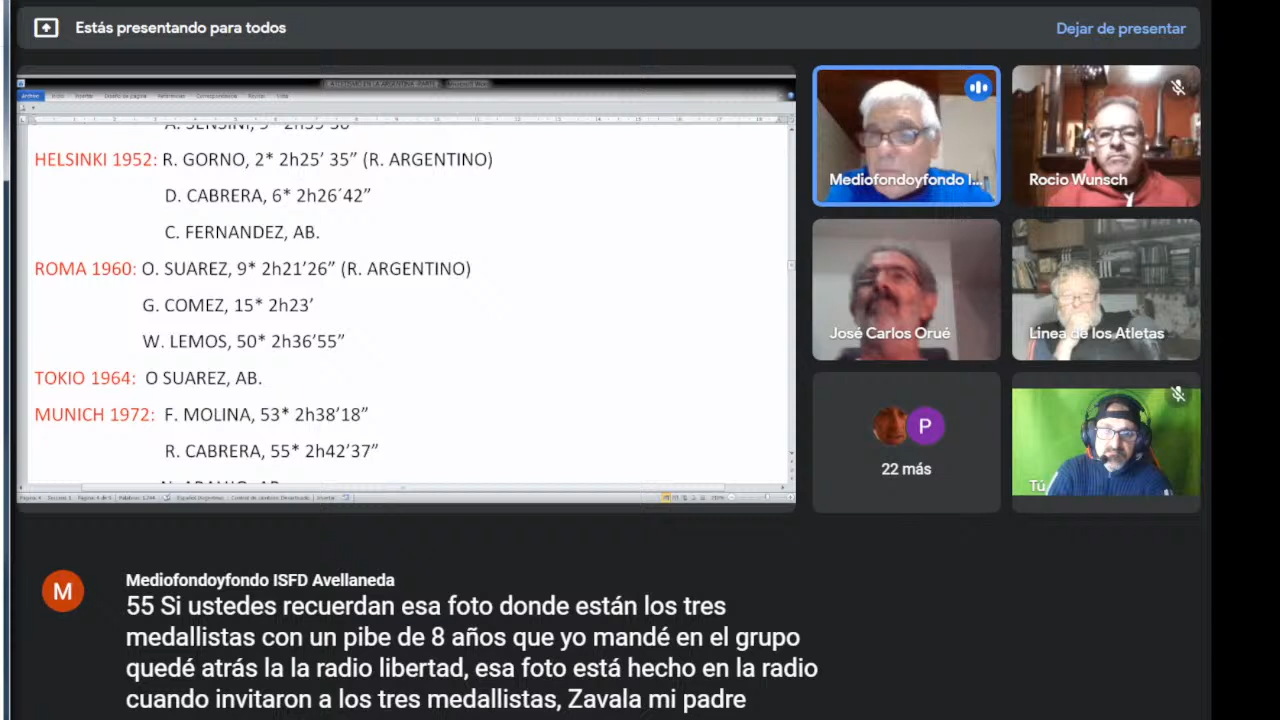 Estás presentando para todos
Dejar de presentar
A. SENSINI, 9* 2h39'36"
HELSINKI 1952: R. GORNO, 2* 2h25' 35” (R. ARGENTINO)
D. CABRERA, 6* 2h26´42”
C. FERNANDEZ, AB.
ROMA 1960: O. SUAREZ, 9* 2h21’26” (R. ARGENTINO)
G. COMEZ, 15* 2h23’
W. LEMOS, 50* 2h36’55”
TOKIO 1964: O SUAREZ, AB.
MUNICH 1972: F. MOLINA, 53* 2h38’18”
R. CABRERA, 55* 2h42’37”
Mediofondoyfondo I...
Rocio Wunsch
José Carlos Orué
Linea de los Atletas
P
22 más
Tú
M
Mediofondoyfondo ISFD Avellaneda
55 Si ustedes recuerdan esa foto donde están los tres
medallistas con un pibe de 8 años que yo mandé en el grupo
quedé atrás la la radio libertad, esa foto está hecho en la radio
cuando invitaron a los tres medallistas, Zavala mi padre